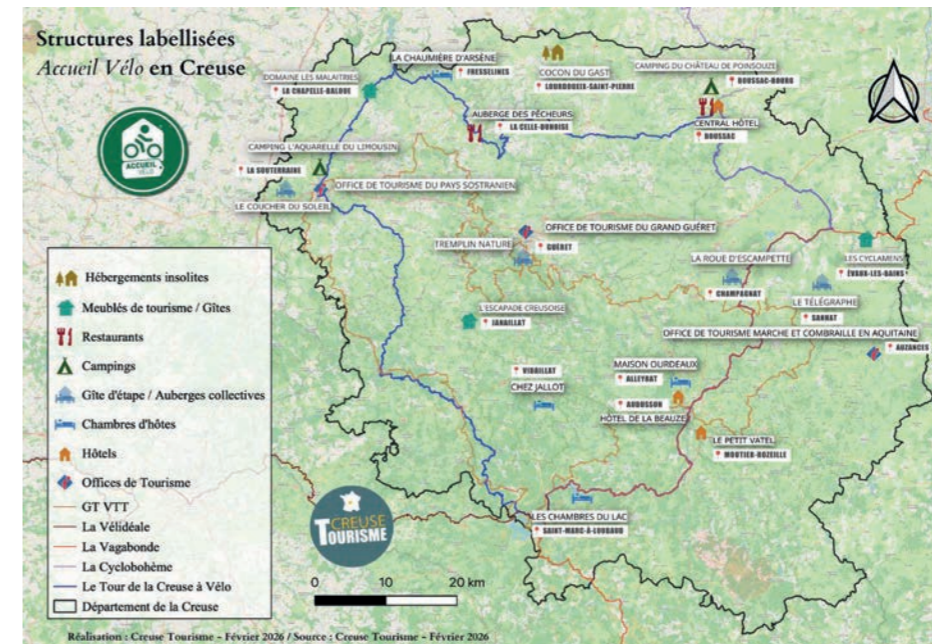 Structures labellisées
Accueil Vélo en Creuse
ACCUEIL
VÉLO
LA CHAUMIÈRE D'ARSÈNE
FRESSELINES
DOMAINE LES MALAITRIES
LA CHAPELLE-BALOUE
COCON DU GAST
LOURDOUEIX-SAINT-PIERRE
CAMPING DU CHÂTEAU DE POINSOUZE
BOUSSAC-BOURG
AUBERGE DES PÊCHEURS
LA CELLE-DUNOISE
CENTRAL HÔTEL
BOUSSAC
CAMPING L'AQUARELLE DU LIMOUSIN
LA SOUTERRAINE
OFFICE DE TOURISME DU PAYS SOSTRANIEN
LE COUCHER DU SOLEIL
OFFICE DE TOURISME DU GRAND GUÉRET
TREMPLIN NATURE
GUERET
LA ROUE D'ESCAMPETTE
CHAMPAGNAT
LES CYCLAMENS
ÉVAUX-LES-BAINS
LE TÉLÉGRAPHE
SANNAT
L'ESCAPADE CREUSOISE
JANAILLAT
OFFICE DE TOURISME MARCHE ET COMBRAILLE EN AQUITAINE
AUZANCES
VIDAILLAT
CHEZ JALLOT
MAISON OURDEAUX
ALLEYRAT
AUBUSSON
HÔTEL DE LA BEAUZE
LE PETIT VATEL
MOUTIER-ROZEILLE
LES CHAMBRES DU LAC
SAINT-MARC-À-LOUBAUD
Hébergements insolites
Meublés de tourisme / Gîtes
Restaurants
Campings
Gîte d'étape / Auberges collectives
Chambres d'hôtes
Hôtels
Offices de Tourisme
GT VTT
La Vélidéale
La Vagabonde
La Cyclobohème
Le Tour de la Creuse à Vélo
Département de la Creuse
CREUSE
TOURISME
0 10 20 km
Réalisation : Creuse Tourisme - Février 2026 / Source : Creuse Tourisme - Février 2026